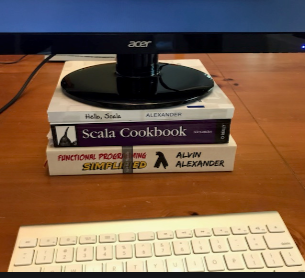 acer
Hello, Scala ALEXANDER
Scala Cookbook
FUNCTIONAL PROGRAMMING
SIMPLIFIED
λ
ALVIN
ALEXANDER